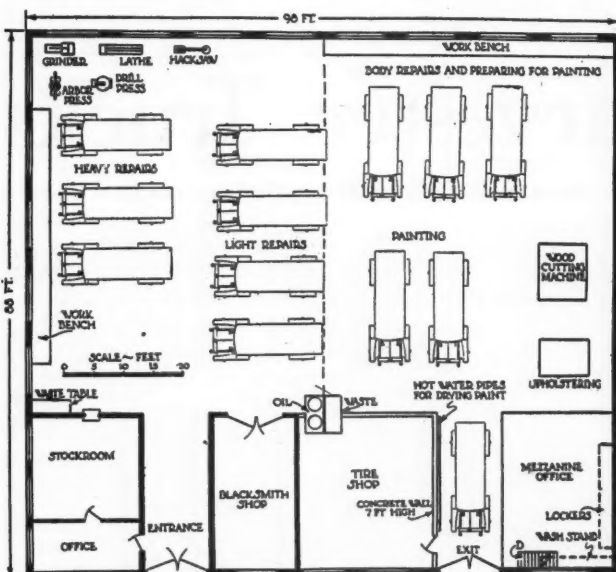 98 FT.
GRINDER
LATHE
HACKSAW
WORK BENCH
DRILL
PRESS
ARBOR
PRESS
BODY REPAIRS AND PREPARING FOR PAINTING
HEAVY REPAIRS
LIGHT REPAIRS
PAINTING
WOOD
CUTTING
MACHINE
88 FT.
WORK
BENCH
SCALE ~ FEET
0 5 10 15 20
UPHOLSTERING
WASTE TABLE
OIL
WASTE
HOT WATER PIPES
FOR DRYING PAINT
STOCKROOM
BLACKSMITH
SHOP
TIRE
SHOP
MEZZANINE
OFFICE
CONCRETE WALL
7 FT HIGH
LOCKERS
ENTRANCE
OFFICE
EXIT
D
WASH STAND